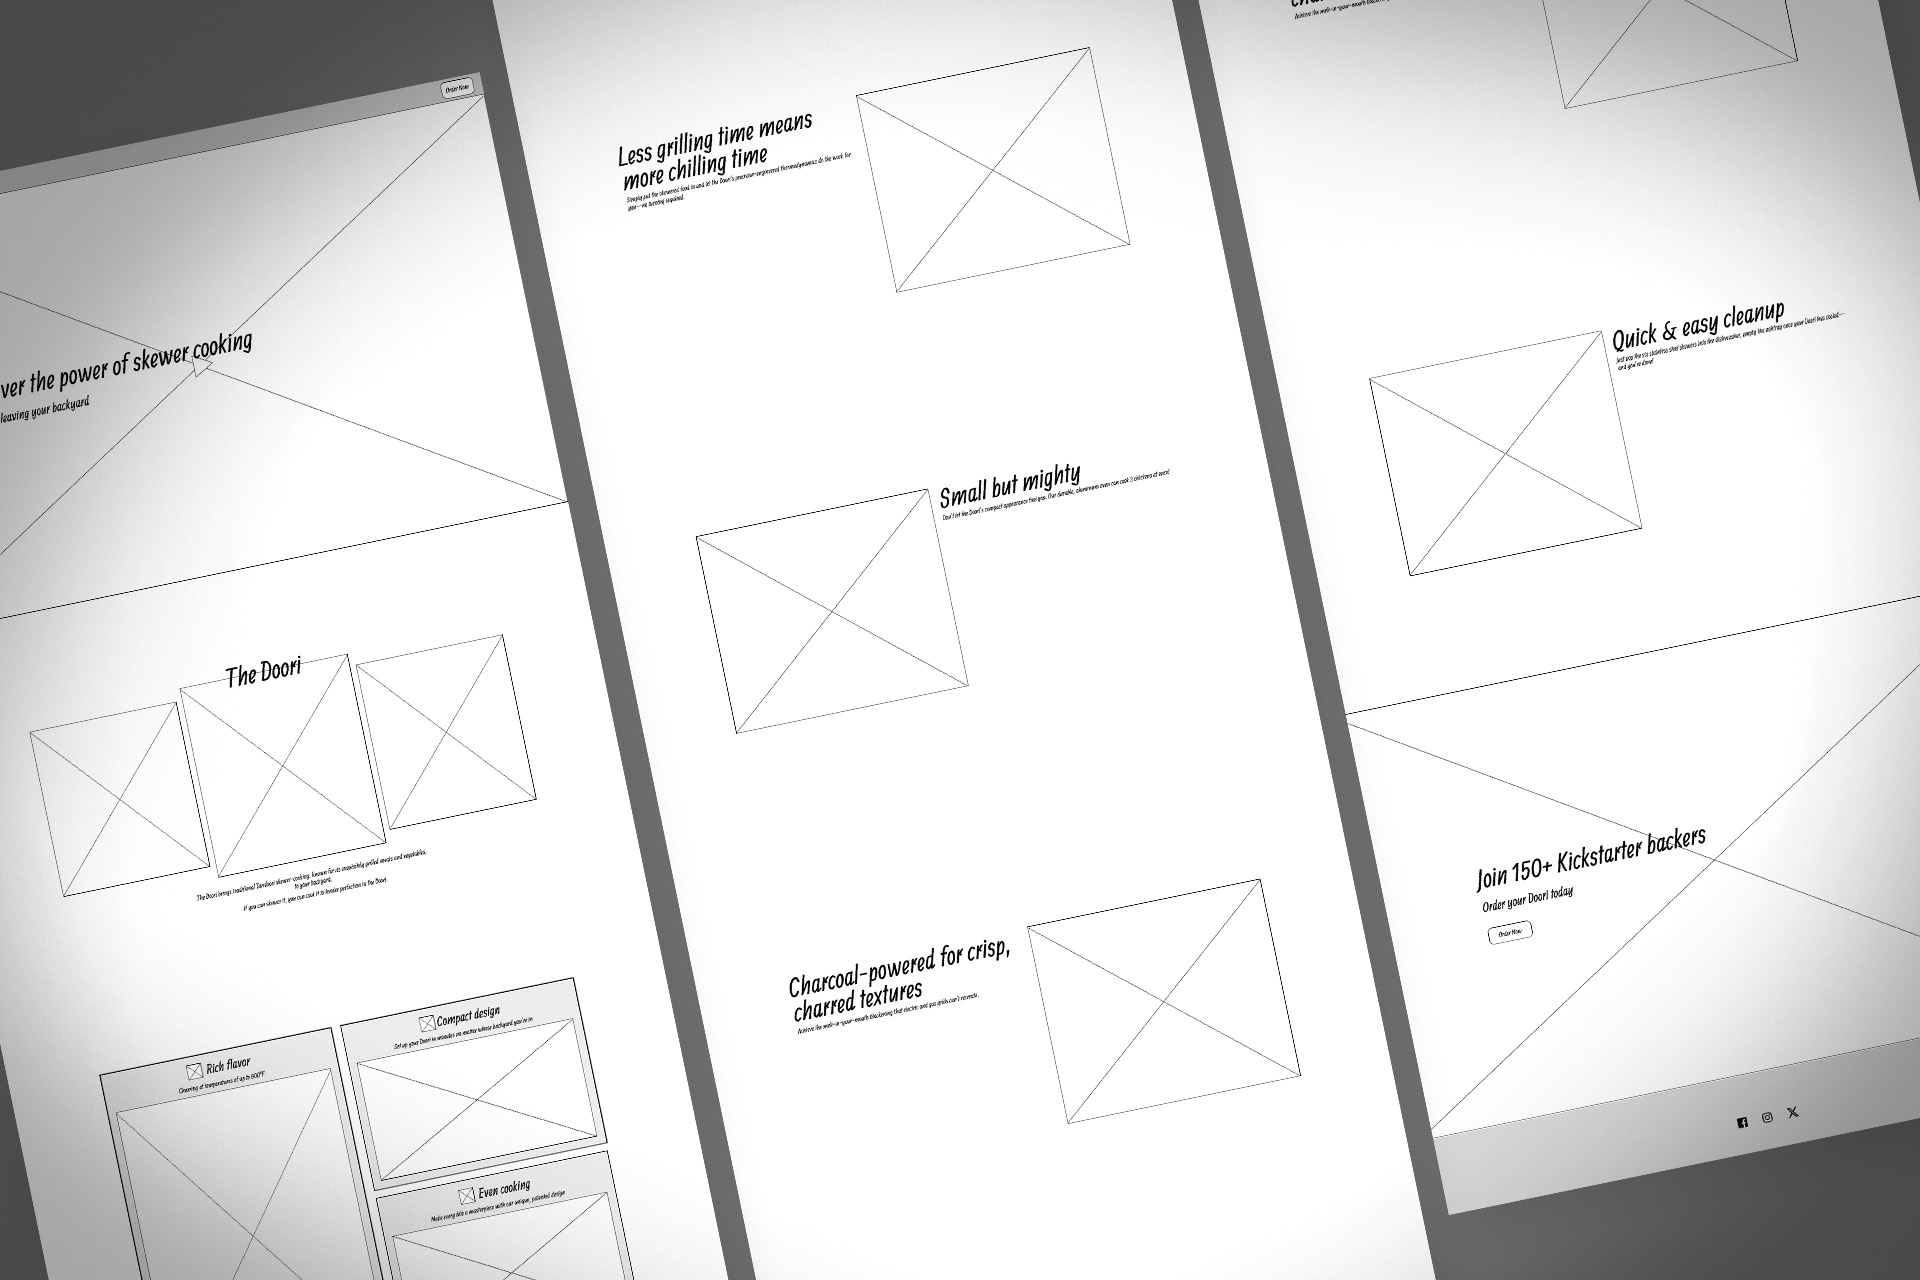 Order Now
ver the power of skewer cooking
leaving your backyard
The Doori
The Doori brings traditional Tandoori skewer-cooking, known for its smokishly grilled meats and vegetables,
to your backyard.
If you can skewer it, you can cook it to tender perfection in the Doori.
Rich flavor
Cooking at temperatures of up to 900°F
Compact design
Set up your Doori in minutes no matter whose backyard you're in
Even cooking
Make every bite a masterpiece with our unique, patented design
Less grilling time means
more chilling time
Simply put the skewered food in and let the Doori's precision-engineered thermodynamics do the work for
you—no turning required.
Small but mighty
Don't let the Doori's compact appearance fool you. Our durable, aluminum even can cook 3 chickens at once!
Charcoal-powered for crisp,
charred textures
Achieve the melt-in-your-mouth blackening that electric and gas grills can't recreate.
Achieve the melt-in-your-mouth
Quick & easy cleanup
Just pop the six stainless steel skewers into the dishwasher, empty the ashtray once your Doori has cooled—
and you're done!
Join 150+ Kickstarter backers
Order your Doori today
Order Now